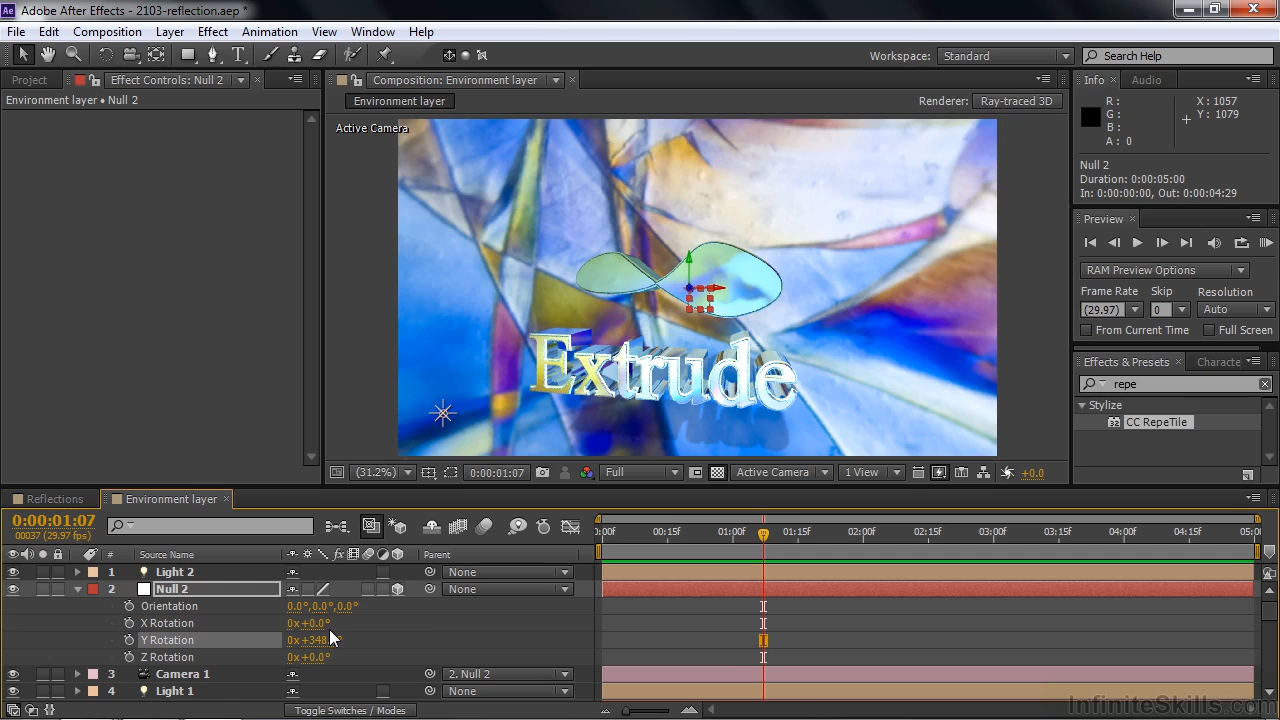 Ae Adobe After Effects - 2103-reflection.aep *
File Edit Composition Layer Effect Animation View Window Help
Workspace: Standard Search Help
Project Effect Controls: Null 2
Environment layer • Null 2
Composition: Environment layer
Environment layer Renderer: Ray-traced 3D
Active Camera
Extrude
(31.2%) 0:00:01:07 Full Active Camera 1 View +0.0
Info Audio
R : X : 1057
G : Y : 1079
B :
A : 0
Null 2
Duration: 0:00:05:00
In: 0:00:00:00, Out: 0:00:04:29
Preview
RAM Preview Options
Frame Rate Skip Resolution
(29.97) 0 Auto
From Current Time Full Screen
Effects & Presets Characte
repe
Stylize
32 CC RepeTile
Reflections Environment layer
0:00:01:07
00037 (29.97 fps)
:00f 00:15f 01:00f 01:15f 02:00f 02:15f 03:00f 03:15f 04:00f 04:15f 05:0
# Source Name fx Parent
1 Light 2 None
2 Null 2 None
Orientation 0.0°,0.0°,0.0°
X Rotation 0x+0.0°
Y Rotation 0x+348.
Z Rotation 0x+0.0°
3 Camera 1 2. Null 2
4 Light 1 None
Toggle Switches / Modes
InfiniteSkills.com